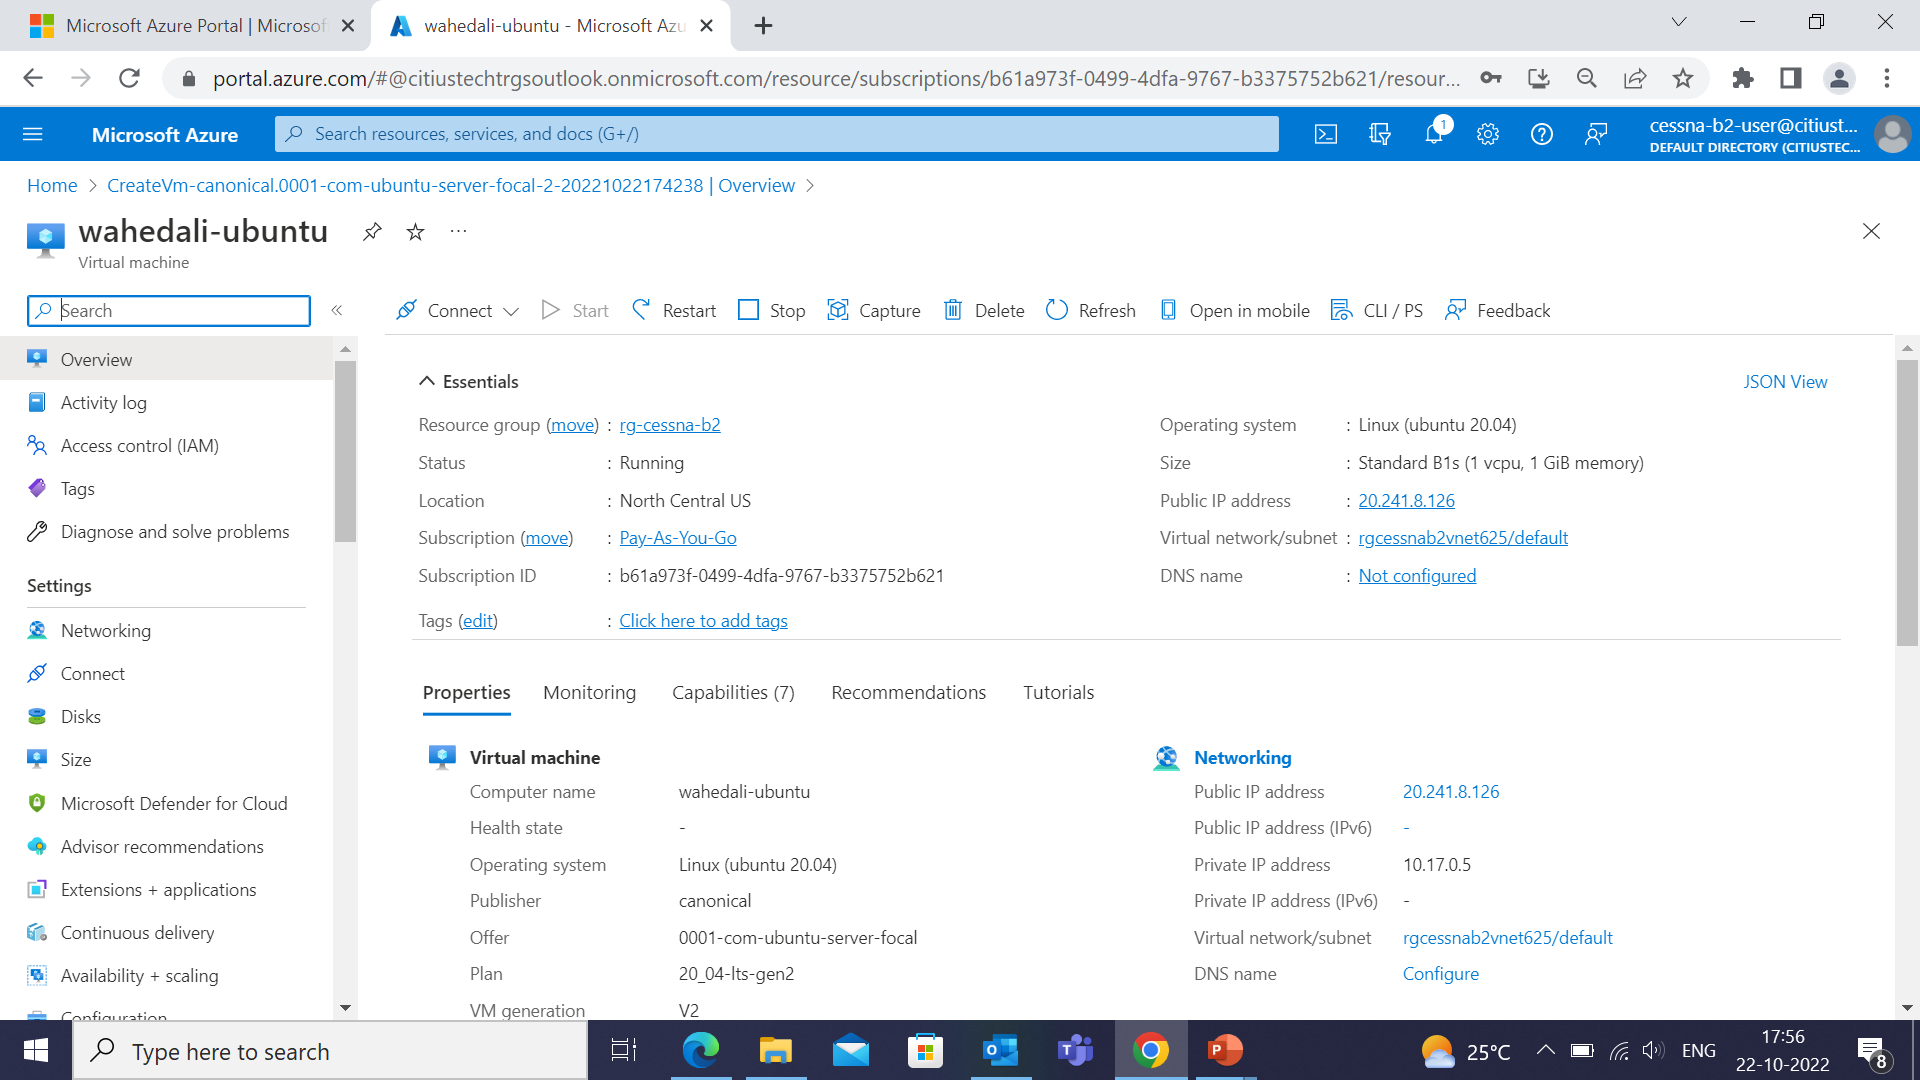 Microsoft Azure Portal | Microsof
wahedali-ubuntu - Microsoft Azu
portal.azure.com/#@citiustechtrgsoutlook.onmicrosoft.com/resource/subscriptions/b61a973f-0499-4dfa-9767-b3375752b621/resour...
Microsoft Azure
Search resources, services, and docs (G+/)
1
cessna-b2-user@citiust...
DEFAULT DIRECTORY (CITIUSTEC...
Home > CreateVm-canonical.0001-com-ubuntu-server-focal-2-20221022174238 | Overview >
wahedali-ubuntu
Virtual machine
Search
Connect
Start
Restart
Stop
Capture
Delete
Refresh
Open in mobile
CLI / PS
Feedback
Overview
Activity log
Access control (IAM)
Tags
Diagnose and solve problems
Settings
Networking
Connect
Disks
Size
Microsoft Defender for Cloud
Advisor recommendations
Extensions + applications
Continuous delivery
Availability + scaling
Configuration
Essentials
JSON View
Resource group (move) : rg-cessna-b2
Status : Running
Location : North Central US
Subscription (move) : Pay-As-You-Go
Subscription ID : b61a973f-0499-4dfa-9767-b3375752b621
Tags (edit) : Click here to add tags
Operating system : Linux (ubuntu 20.04)
Size : Standard B1s (1 vcpu, 1 GiB memory)
Public IP address : 20.241.8.126
Virtual network/subnet : rgcessnab2vnet625/default
DNS name : Not configured
Properties
Monitoring
Capabilities (7)
Recommendations
Tutorials
Virtual machine
Computer name wahedali-ubuntu
Health state -
Operating system Linux (ubuntu 20.04)
Publisher canonical
Offer 0001-com-ubuntu-server-focal
Plan 20_04-lts-gen2
VM generation V2
Networking
Public IP address 20.241.8.126
Public IP address (IPv6) -
Private IP address 10.17.0.5
Private IP address (IPv6) -
Virtual network/subnet rgcessnab2vnet625/default
DNS name Configure
Type here to search
25°C
ENG
17:56
22-10-2022
8